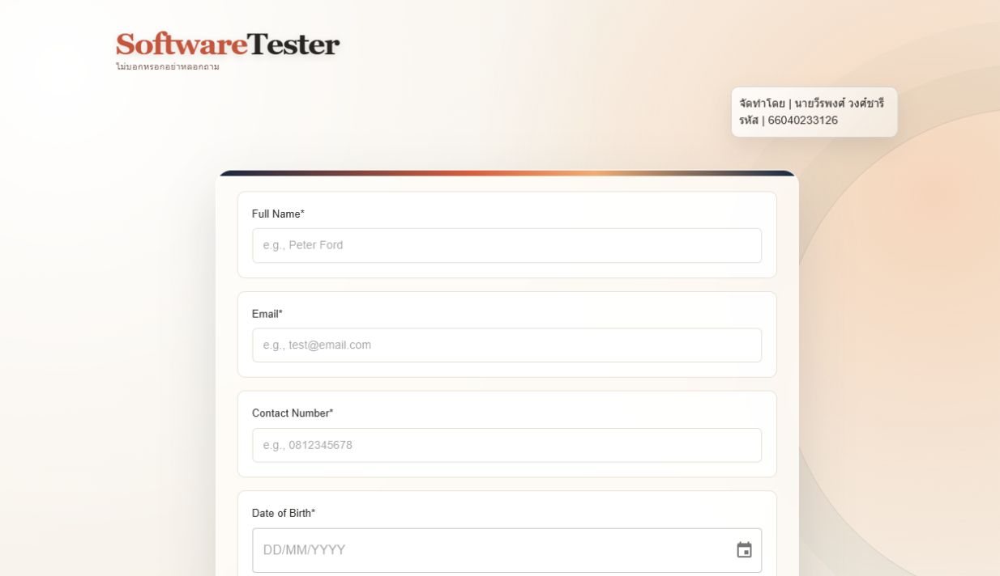 SoftwareTester
ไม่บอกหรอกอย่าหลอกถาม
จัดทำโดย | นายวีรพงศ์ วงศ์ชารี
รหัส | 66040233126
Full Name*
e.g., Peter Ford
Email*
e.g., test@email.com
Contact Number*
e.g., 0812345678
Date of Birth*
DD/MM/YYYY